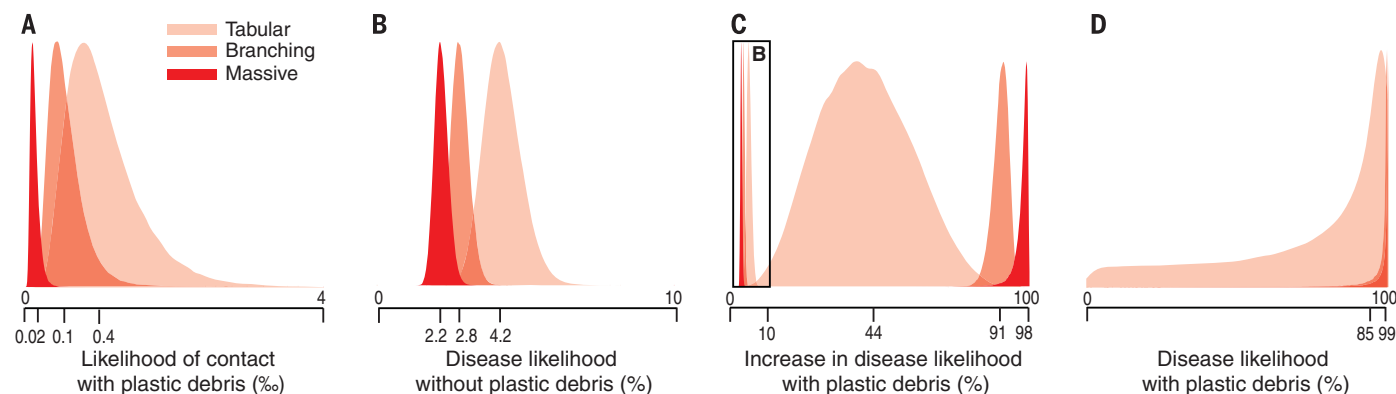 A
Tabular
Branching
Massive
0 4
0.02 0.1 0.4
Likelihood of contact
with plastic debris (‰)
B
0 10
2.2 2.8 4.2
Disease likelihood
without plastic debris (%)
C
B
0 100
10 44 91 98
Increase in disease likelihood
with plastic debris (%)
D
0 100
85 99
Disease likelihood
with plastic debris (%)